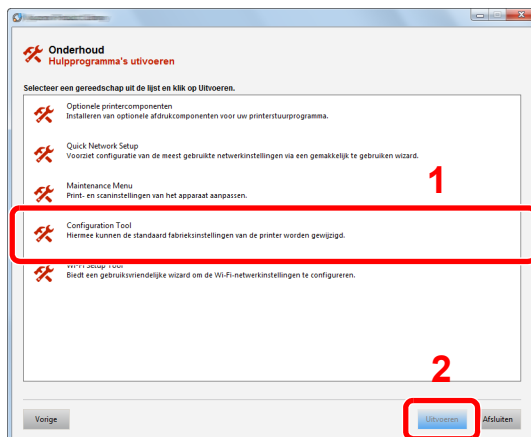 Onderhoud
Hulpprogramma's utivoeren
Selecteer een gereedschap uit de lijst en klik op Uitvoeren.
Optionele printercomponenten
Installeren van optionele afdrukcomponenten voor uw printerstuurprogramma.
Quick Network Setup
Voorziet configuratie van de meest gebruikte netwerkinstellingen via een gemakkelijk te gebruiken wizard.
1
Maintenance Menu
Print- en scaninstellingen van het apparaat aanpassen.
Configuration Tool
Hiermee kunnen de standaard fabrieksinstellingen van de printer worden gewijzigd.
Wi-Fi Setup Tool
Biedt een gebruiksvriendelijke wizard om de Wi-Fi-netwerkinstellingen te configureren.
2
Vorige
Uitvoeren
Afsluiten